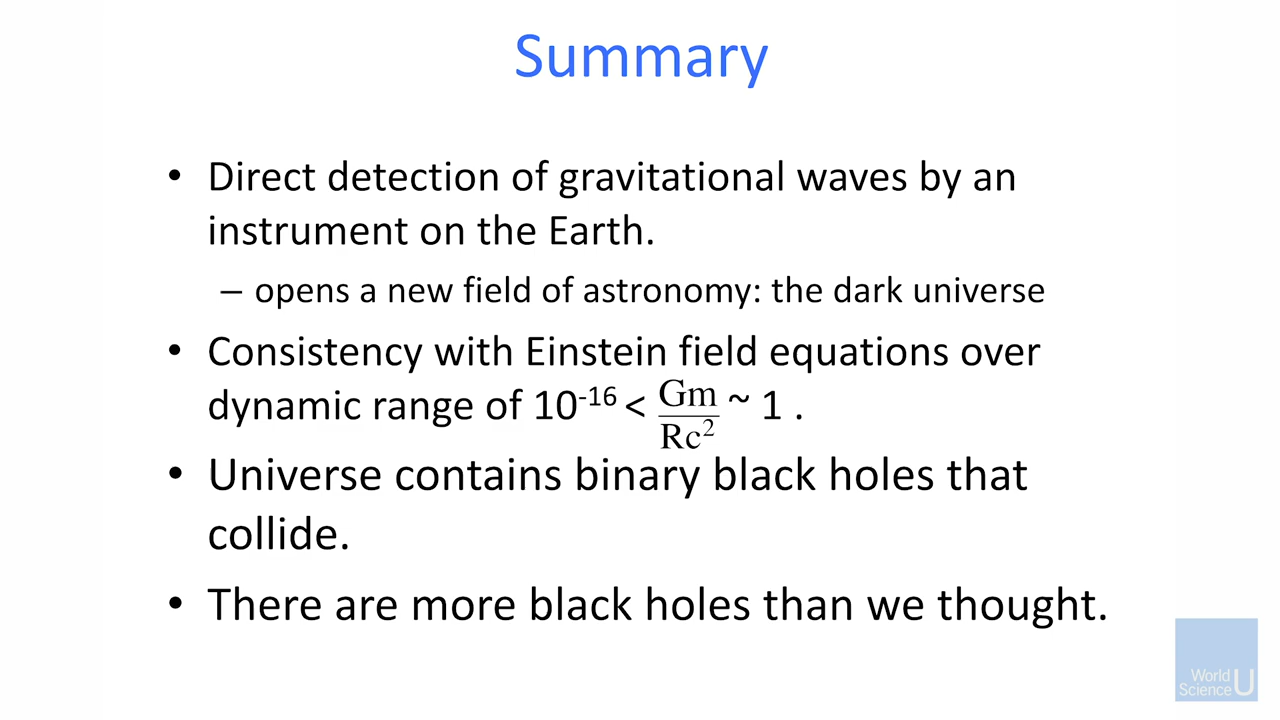 Summary
• Direct detection of gravitational waves by an
instrument on the Earth.
– opens a new field of astronomy: the dark universe
• Consistency with Einstein field equations over
dynamic range of 10⁻¹⁶ < Gm/Rc² ~ 1 .
• Universe contains binary black holes that
collide.
• There are more black holes than we thought.
World
Science U